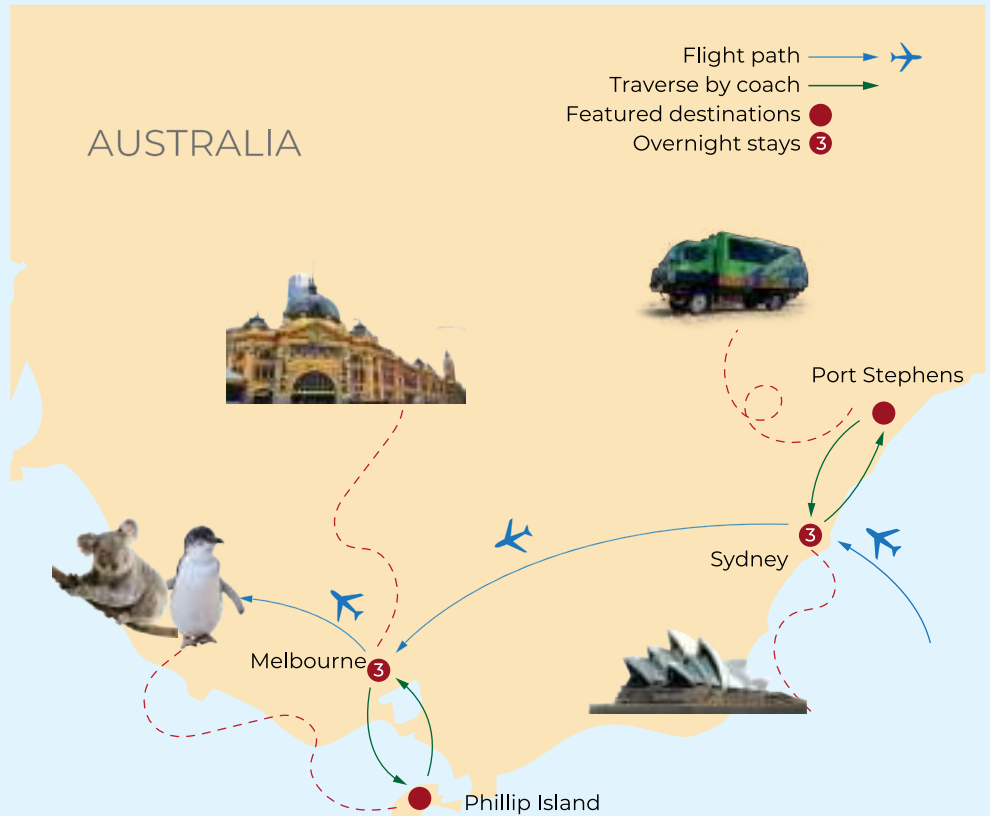 Flight path
Traverse by coach
Featured destinations
Overnight stays 3
AUSTRALIA
Port Stephens
3
Sydney
Melbourne
3
Phillip Island